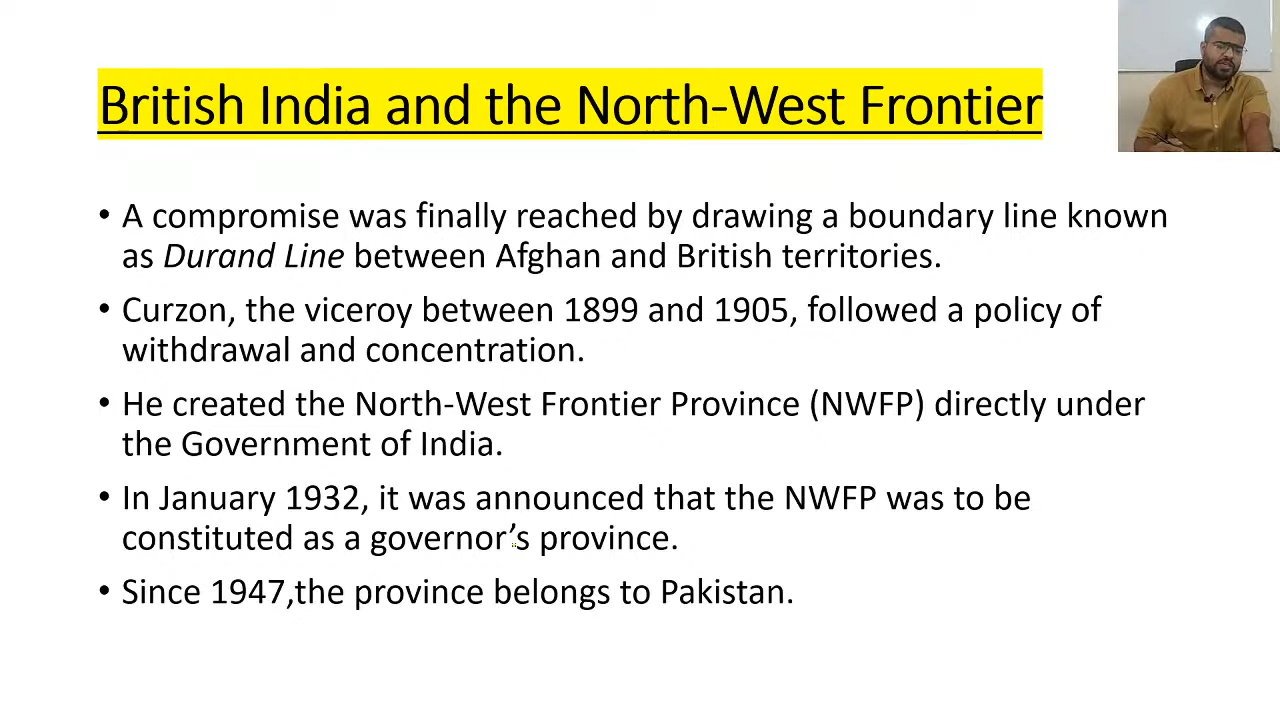 British India and the North-West Frontier
• A compromise was finally reached by drawing a boundary line known
as Durand Line between Afghan and British territories.
• Curzon, the viceroy between 1899 and 1905, followed a policy of
withdrawal and concentration.
• He created the North-West Frontier Province (NWFP) directly under
the Government of India.
• In January 1932, it was announced that the NWFP was to be
constituted as a governor’s province.
• Since 1947,the province belongs to Pakistan.